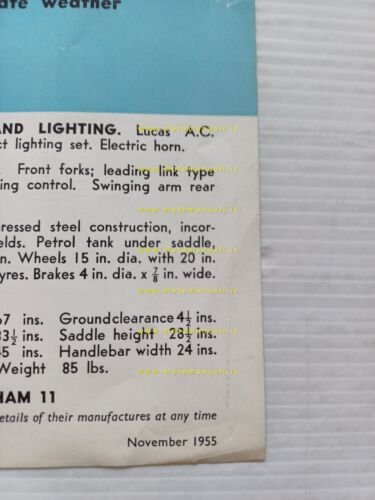 ate weather
AND LIGHTING. Lucas A.C.
ct lighting set. Electric horn.
Front forks; leading link type
ing control. Swinging arm rear
ressed steel construction, incor-
elds. Petrol tank under saddle,
n. Wheels 15 in. dia. with 20 in.
yres. Brakes 4 in. dia. x ⅞ in. wide.
67 ins. Groundclearance 4½ ins.
33½ ins. Saddle height 28½ ins.
45 ins. Handlebar width 24 ins.
Weight 85 lbs.
HAM 11
etails of their manufactures at any time
November 1955